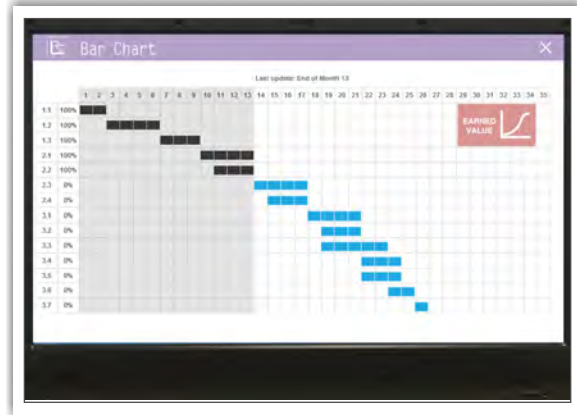 Bar Chart
Last update: End of Month 13
1 2 3 4 5 6 7 8 9 10 11 12 13 14 15 16 17 18 19 20 21 22 23 24 25 26 27 28 29 30 31 32 33 34 35
1.1 100%
1.2 100%
1.3 100%
2.1 100%
2.2 100%
2.3 0%
2.4 0%
3.1 0%
3.2 0%
3.3 0%
3.4 0%
3.5 0%
3.6 0%
3.7 0%
EARNED
VALUE